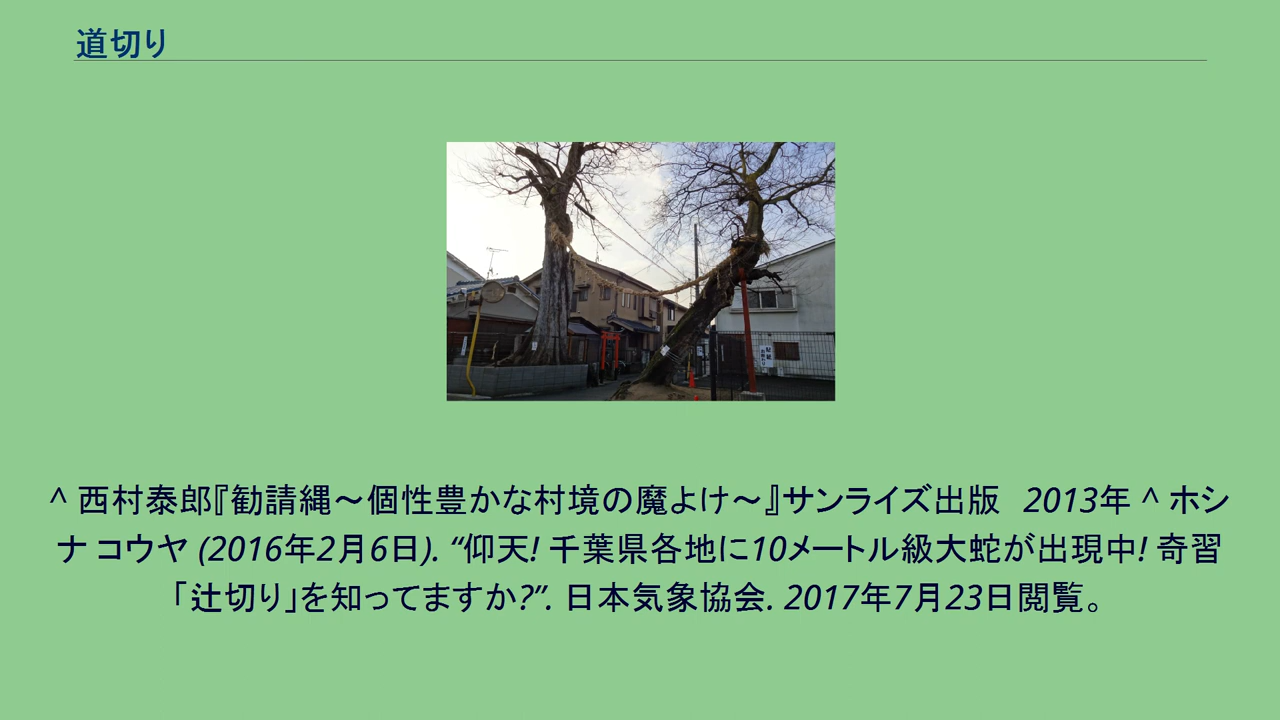 道切り
^ 西村泰郎『勧請縄～個性豊かな村境の魔よけ～』サンライズ出版　2013年 ^ ホシ
ナ コウヤ (2016年2月6日). “仰天! 千葉県各地に10メートル級大蛇が出現中! 奇習
「辻切り」を知ってますか?”. 日本気象協会. 2017年7月23日閲覧。